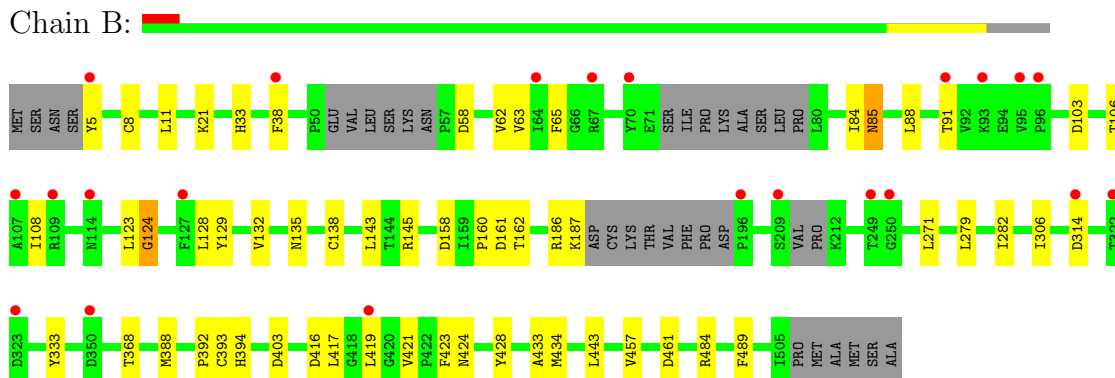 Chain B:
MET SER ASN SER Y5 C8 L11 K21 H33 F38 P50 GLU VAL LEU SER LYS ASN P57 D58 V62 V63 I64 F65 G66 R67 Y70 E71 SER ILE PRO LYS ALA SER LEU PRO L80 I84 N85 L88 T91 V92 K93 E94 V95 P96 D103 T106
A107 I108 R109 N114 L123 G124 F127 L128 Y129 V132 N135 C138 L143 T144 R145 D158 I159 P160 D161 T162 R186 K187 ASP CYS LYS THR VAL PHE PRO ASP P196 S209 VAL PRO K212 T249 G250 L271 L279 I282 I306 D314 T322
D323 Y333 D350 T368 M388 P392 C393 H394 D403 D416 L417 G418 L419 G420 V421 P422 F423 N424 Y428 A433 M434 L443 V457 D461 R484 F489 I505 PRO MET ALA MET SER ALA